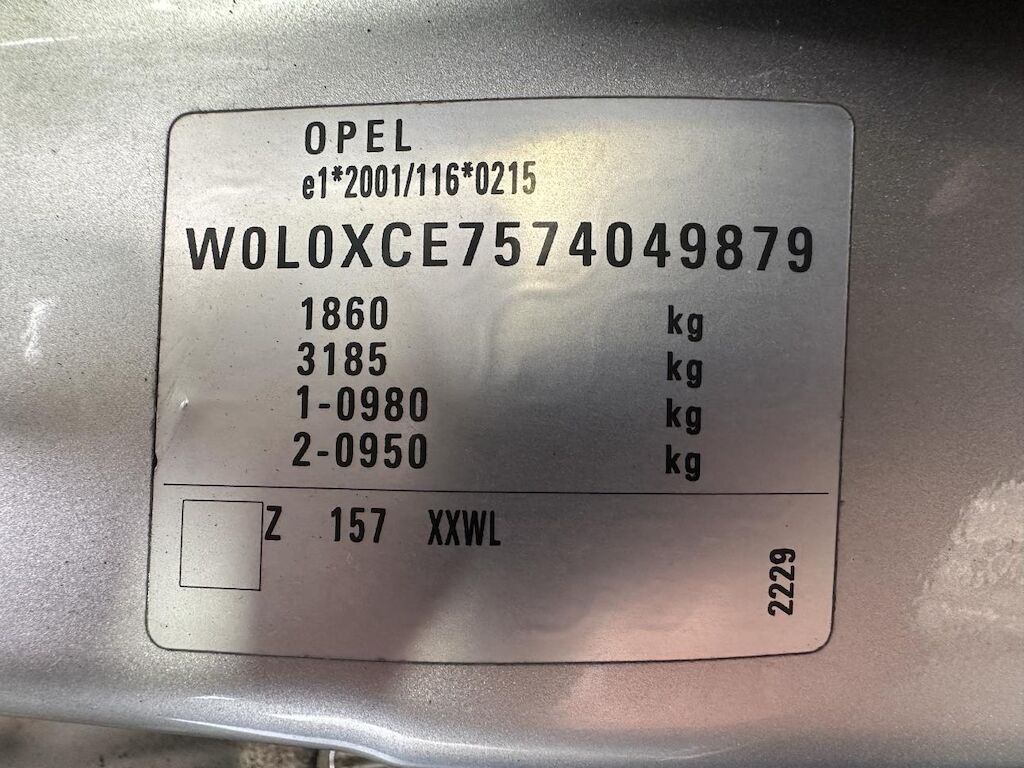 OPEL
e1*2001/116*0215
W0L0XCE7574049879
1860 kg
3185 kg
1-0980 kg
2-0950 kg
Z 157 XXWL
2229